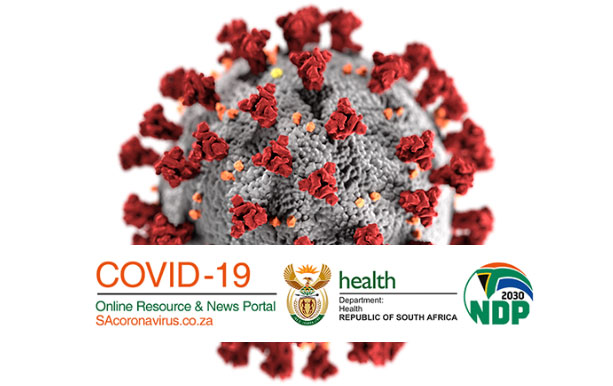 COVID-19
Online Resource & News Portal
SAcoronavirus.co.za
health
Department:
Health
REPUBLIC OF SOUTH AFRICA
2030
NDP